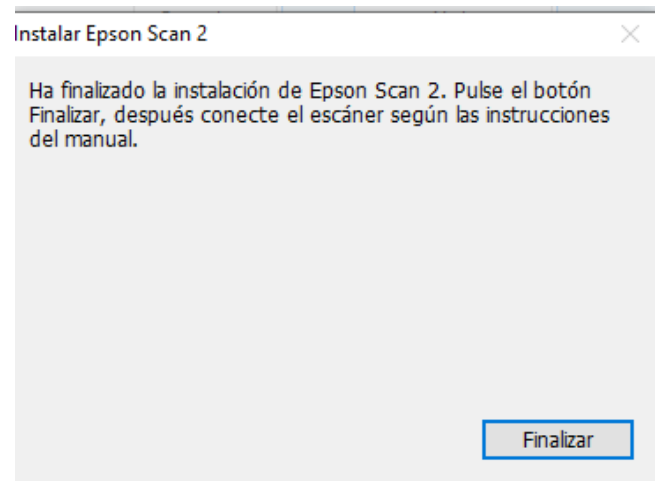 Instalar Epson Scan 2
Ha finalizado la instalación de Epson Scan 2. Pulse el botón
Finalizar, después conecte el escáner según las instrucciones
del manual.
Finalizar